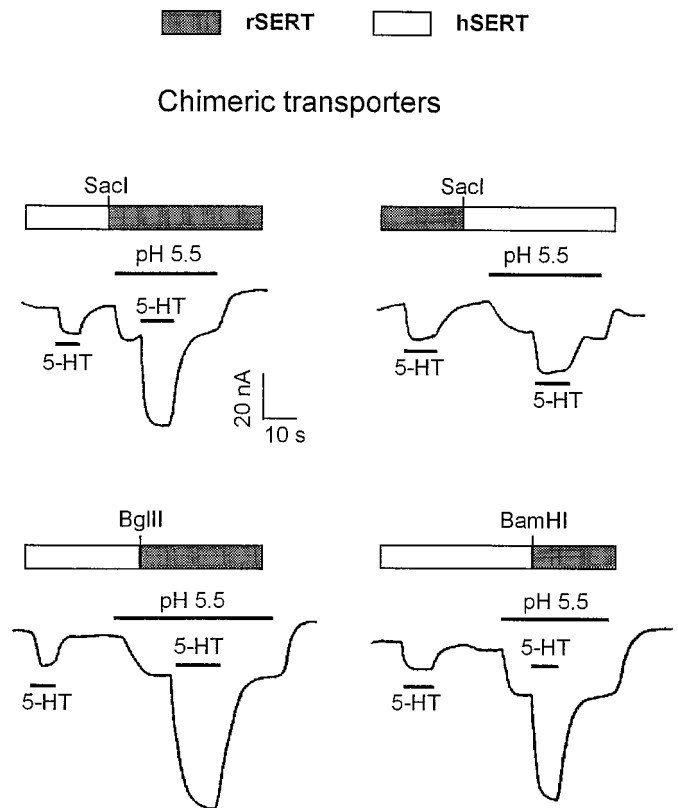 rSERT
hSERT
Chimeric transporters
SacI
SacI
pH 5.5
pH 5.5
5-HT
5-HT
5-HT
5-HT
20 nA
10 s
BglII
BamHI
pH 5.5
pH 5.5
5-HT
5-HT
5-HT
5-HT